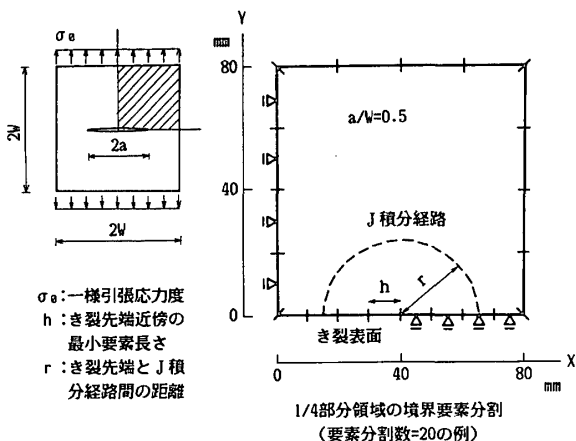 σ₀
2W
2a
2W
σ₀:一様引張応力度
h :き裂先端近傍の
最小要素長さ
r :き裂先端とJ積
分経路間の距離
Y
mm
80
40
0
a/W=0.5
J積分経路
h
r
き裂表面
0
40
80
X
mm
1/4部分領域の境界要素分割
(要素分割数=20の例)